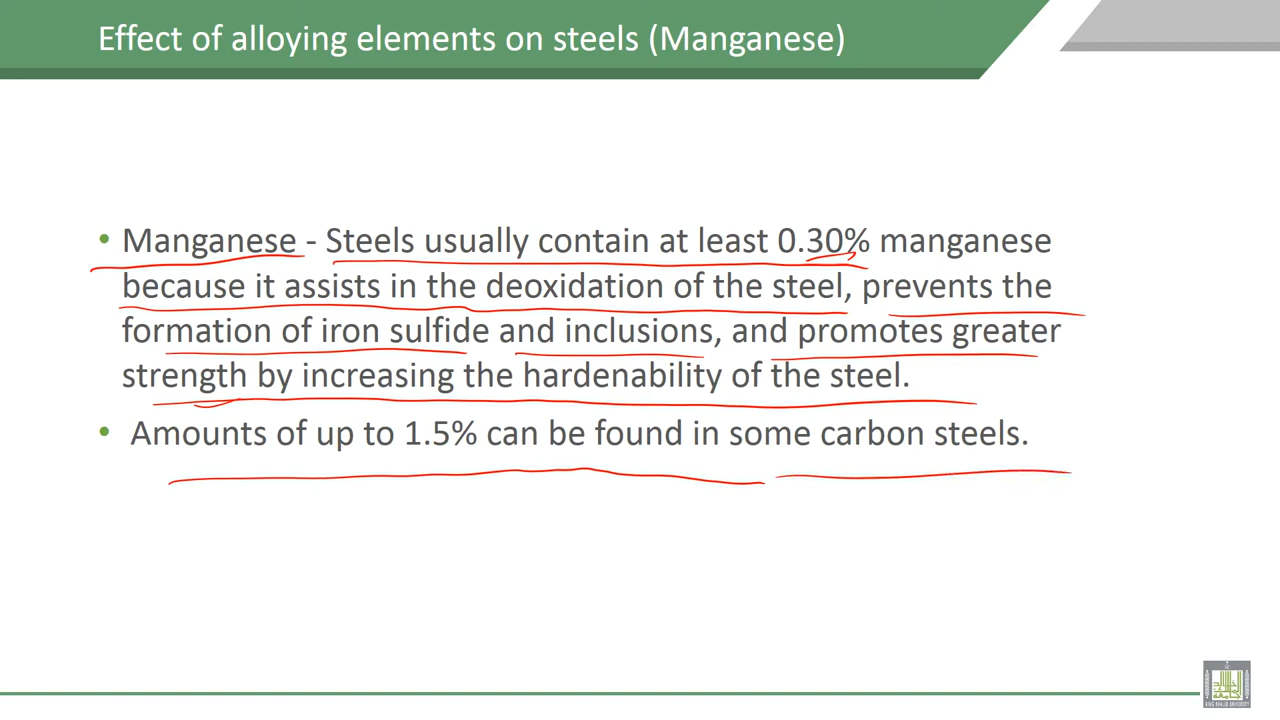 Effect of alloying elements on steels (Manganese)
• Manganese - Steels usually contain at least 0.30% manganese
because it assists in the deoxidation of the steel, prevents the
formation of iron sulfide and inclusions, and promotes greater
strength by increasing the hardenability of the steel.
• Amounts of up to 1.5% can be found in some carbon steels.
KING KHALID UNIVERSITY